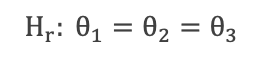 Hᵣ: θ₁ = θ₂ = θ₃